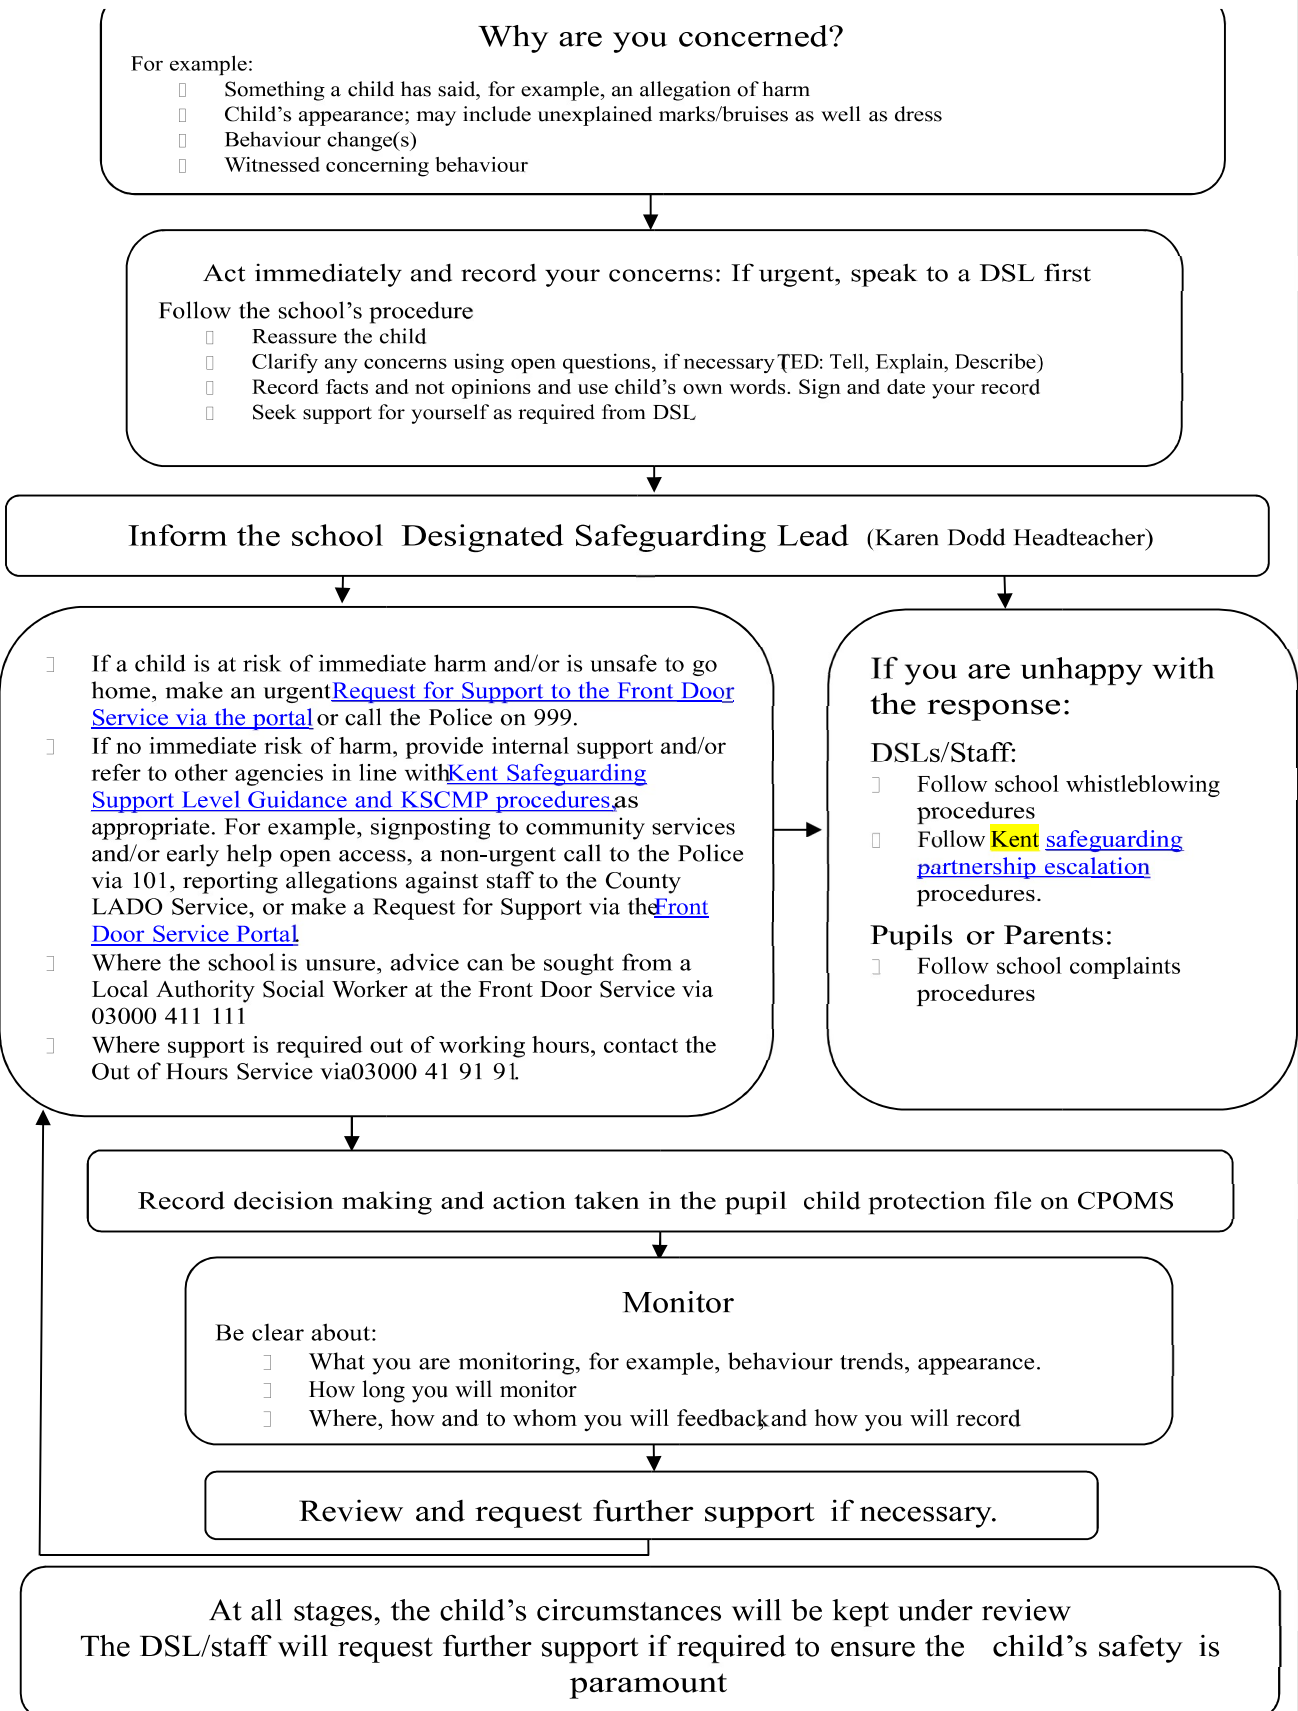 Why are you concerned?
For example:
Something a child has said, for example, an allegation of harm
Child’s appearance; may include unexplained marks/bruises as well as dress
Behaviour change(s)
Witnessed concerning behaviour
Act immediately and record your concerns: If urgent, speak to a DSL first
Follow the school’s procedure
Reassure the child
Clarify any concerns using open questions, if necessary (TED: Tell, Explain, Describe)
Record facts and not opinions and use child’s own words. Sign and date your record
Seek support for yourself as required from DSL
Inform the school Designated Safeguarding Lead (Karen Dodd Headteacher)
If a child is at risk of immediate harm and/or is unsafe to go
home, make an urgent Request for Support to the Front Door
Service via the portal or call the Police on 999.
If no immediate risk of harm, provide internal support and/or
refer to other agencies in line with Kent Safeguarding
Support Level Guidance and KSCMP procedures, as
appropriate. For example, signposting to community services
and/or early help open access, a non-urgent call to the Police
via 101, reporting allegations against staff to the County
LADO Service, or make a Request for Support via the Front
Door Service Portal.
Where the school is unsure, advice can be sought from a
Local Authority Social Worker at the Front Door Service via
03000 411 111
Where support is required out of working hours, contact the
Out of Hours Service via 03000 41 91 91.
If you are unhappy with
the response:
DSLs/Staff:
Follow school whistleblowing
procedures
Follow Kent safeguarding
partnership escalation
procedures.
Pupils or Parents:
Follow school complaints
procedures
Record decision making and action taken in the pupil child protection file on CPOMS
Monitor
Be clear about:
What you are monitoring, for example, behaviour trends, appearance.
How long you will monitor
Where, how and to whom you will feedback, and how you will record
Review and request further support if necessary.
At all stages, the child’s circumstances will be kept under review
The DSL/staff will request further support if required to ensure the child’s safety is
paramount